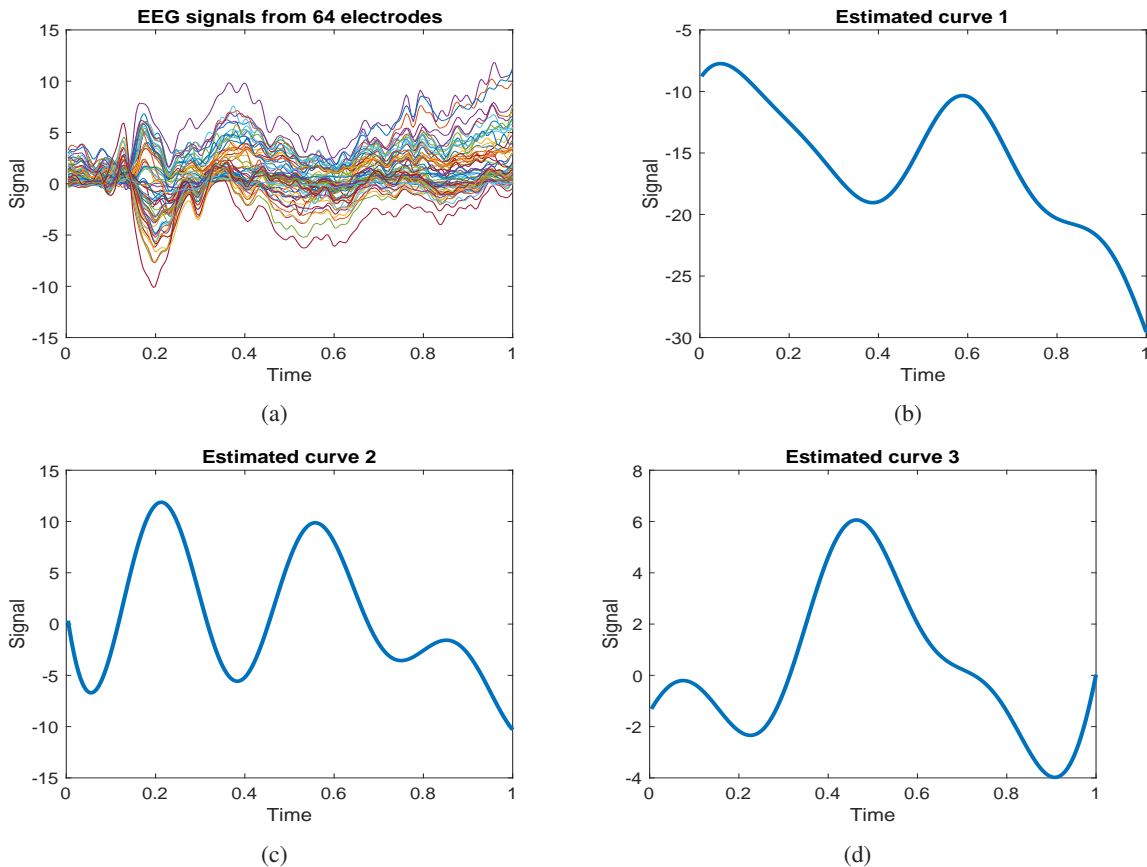 EEG signals from 64 electrodes
15
10
5
0
-5
-10
-15
Signal
0 0.2 0.4 0.6 0.8 1
Time
(a)
Estimated curve 1
-5
-10
-15
-20
-25
-30
Signal
0 0.2 0.4 0.6 0.8 1
Time
(b)
Estimated curve 2
15
10
5
0
-5
-10
-15
Signal
0 0.2 0.4 0.6 0.8 1
Time
(c)
Estimated curve 3
8
6
4
2
0
-2
-4
Signal
0 0.2 0.4 0.6 0.8 1
Time
(d)